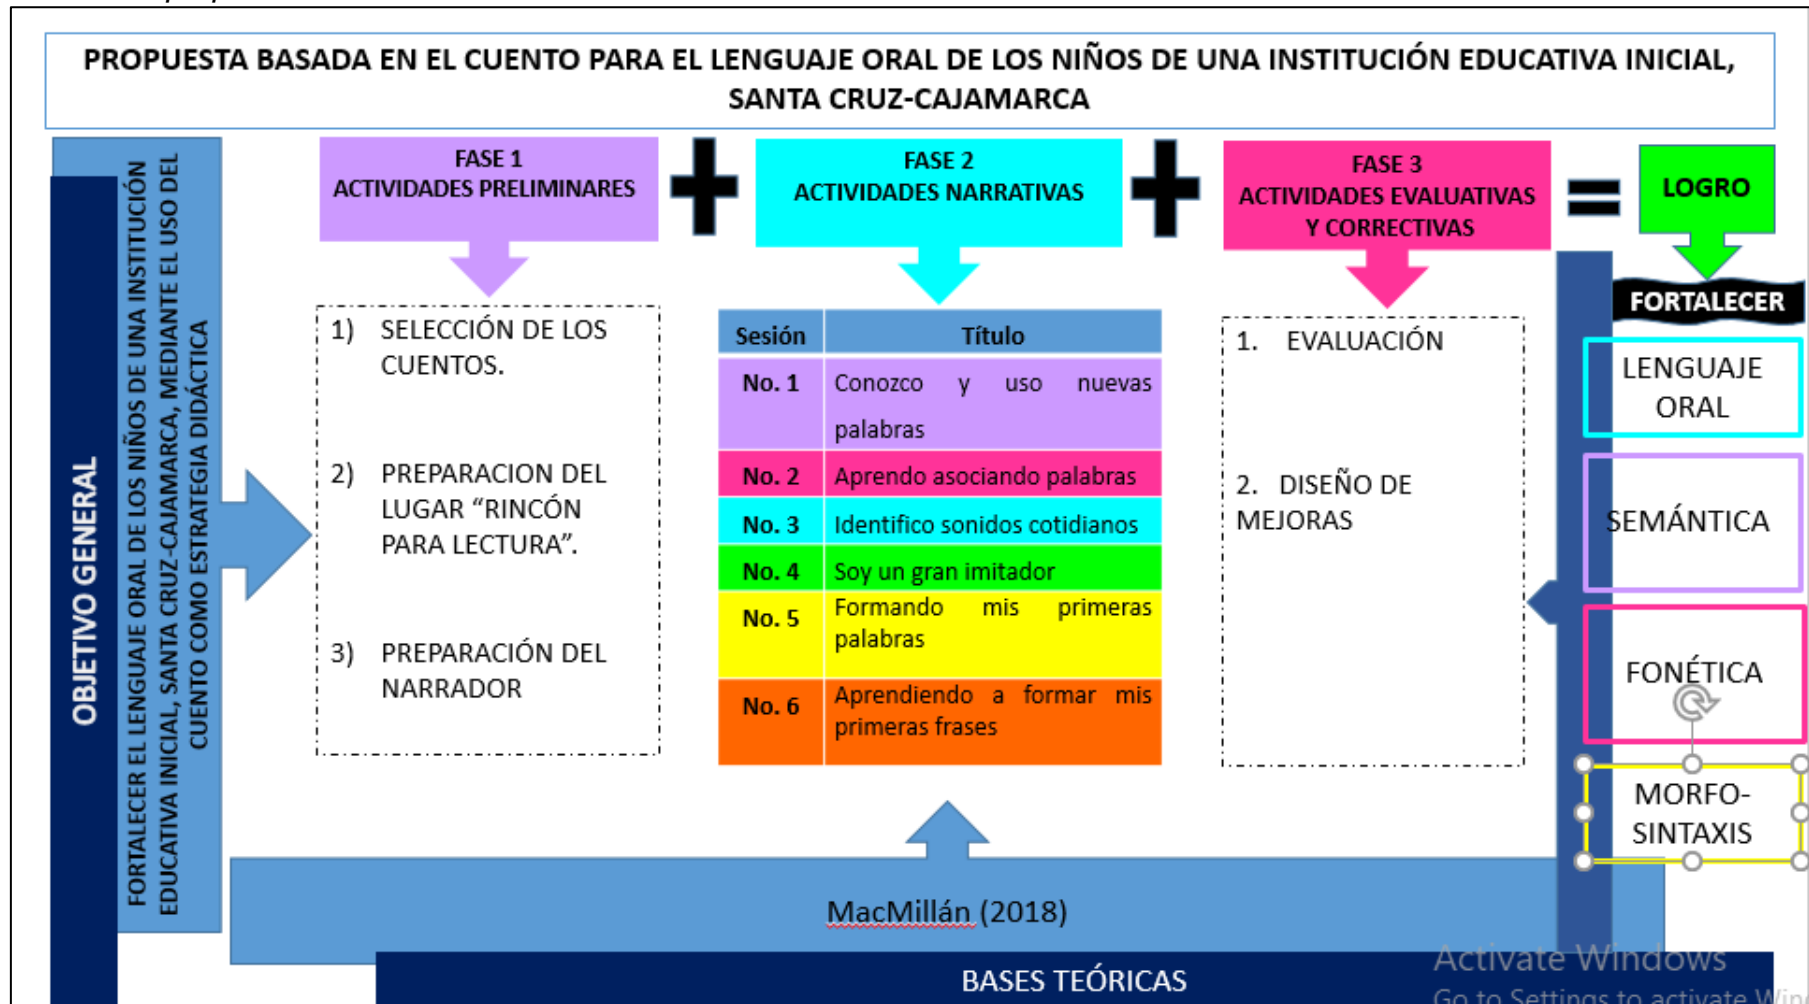 PROPUESTA BASADA EN EL CUENTO PARA EL LENGUAJE ORAL DE LOS NIÑOS DE UNA INSTITUCIÓN EDUCATIVA INICIAL,
SANTA CRUZ-CAJAMARCA
OBJETIVO GENERAL
FORTALECER EL LENGUAJE ORAL DE LOS NIÑOS DE UNA INSTITUCIÓN
EDUCATIVA INICIAL, SANTA CRUZ-CAJAMARCA, MEDIANTE EL USO DEL
CUENTO COMO ESTRATEGIA DIDÁCTICA
FASE 1
ACTIVIDADES PRELIMINARES
1) SELECCIÓN DE LOS
CUENTOS.
2) PREPARACION DEL
LUGAR “RINCÓN
PARA LECTURA”.
3) PREPARACIÓN DEL
NARRADOR
FASE 2
ACTIVIDADES NARRATIVAS
Sesión Título
No. 1 Conozco y uso nuevas
palabras
No. 2 Aprendo asociando palabras
No. 3 Identifico sonidos cotidianos
No. 4 Soy un gran imitador
No. 5 Formando mis primeras
palabras
No. 6 Aprendiendo a formar mis
primeras frases
FASE 3
ACTIVIDADES EVALUATIVAS
Y CORRECTIVAS
1. EVALUACIÓN
2. DISEÑO DE
MEJORAS
LOGRO
FORTALECER
LENGUAJE
ORAL
SEMÁNTICA
FONÉTICA
MORFO-
SINTAXIS
MacMillán (2018)
BASES TEÓRICAS
Activate Windows
Go to Settings to activate Win